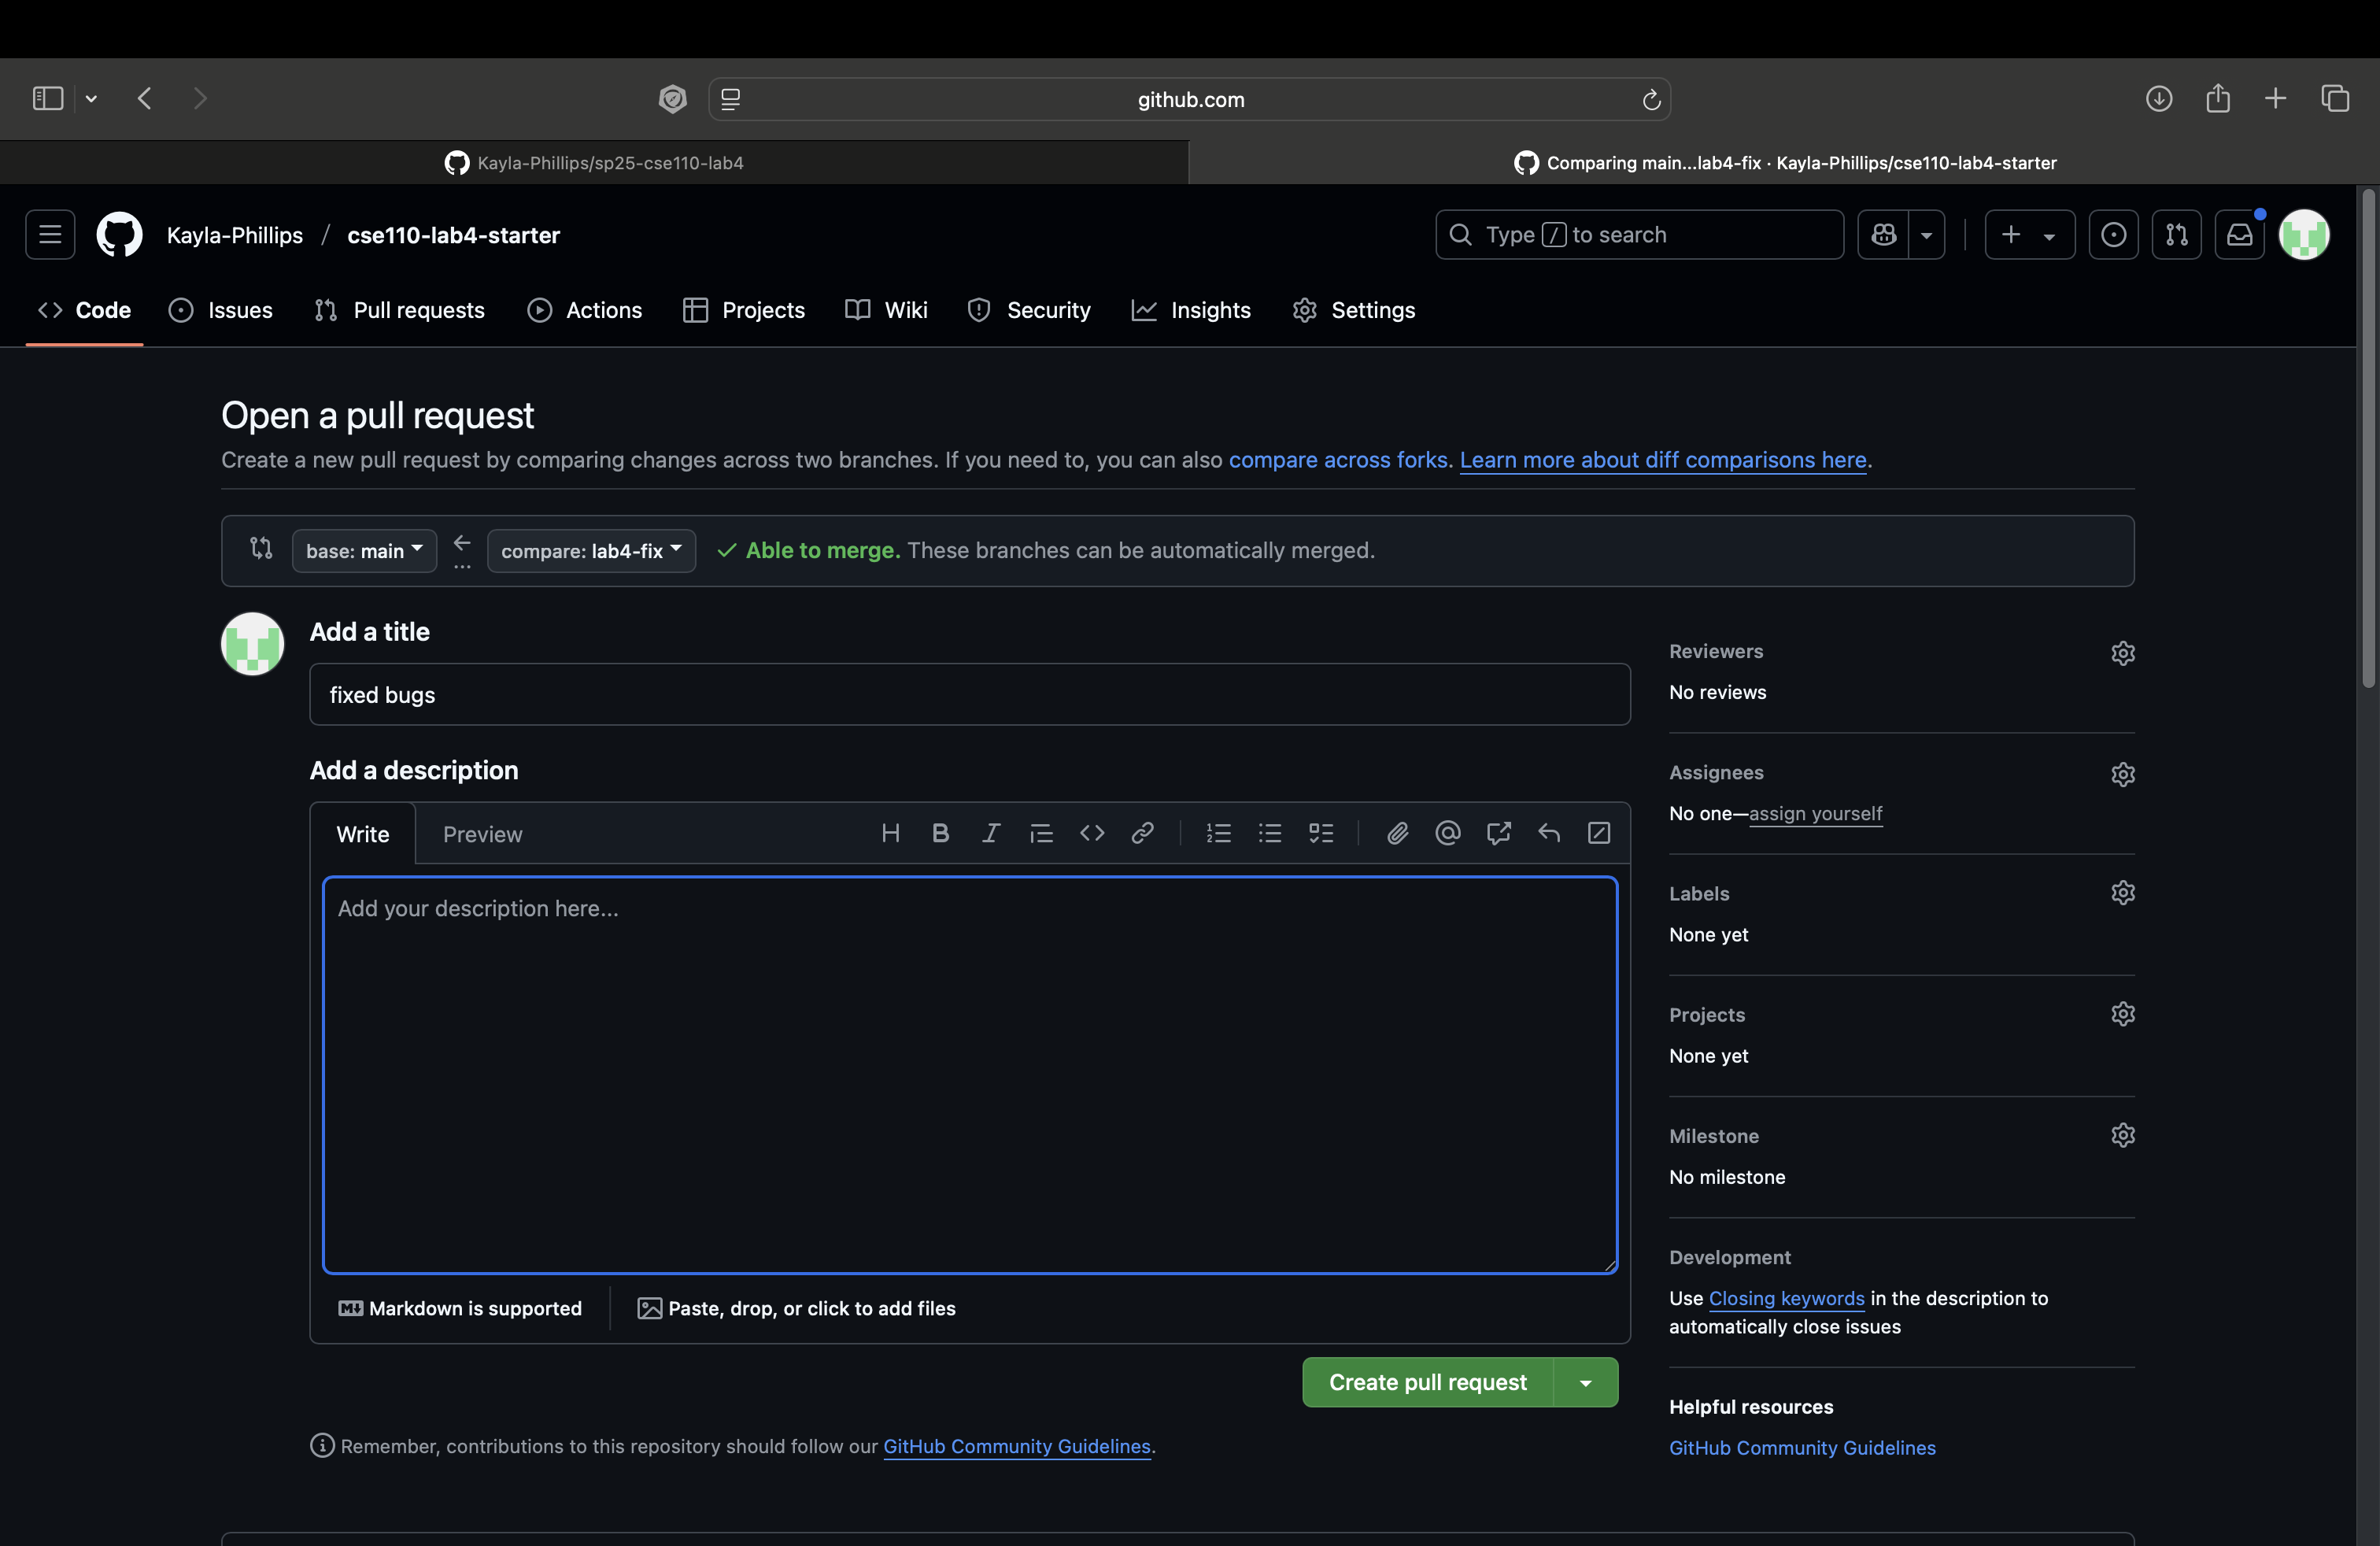 github.com
Kayla-Phillips/sp25-cse110-lab4
Comparing main...lab4-fix · Kayla-Phillips/cse110-lab4-starter
Kayla-Phillips / cse110-lab4-starter
Type / to search
Code Issues Pull requests Actions Projects Wiki Security Insights Settings
Open a pull request
Create a new pull request by comparing changes across two branches. If you need to, you can also compare across forks. Learn more about diff comparisons here.
base: main compare: lab4-fix Able to merge. These branches can be automatically merged.
Add a title
fixed bugs
Add a description
Write Preview
Add your description here...
Markdown is supported Paste, drop, or click to add files
Create pull request
Remember, contributions to this repository should follow our GitHub Community Guidelines.
Reviewers
No reviews
Assignees
No one—assign yourself
Labels
None yet
Projects
None yet
Milestone
No milestone
Development
Use Closing keywords in the description to
automatically close issues
Helpful resources
GitHub Community Guidelines